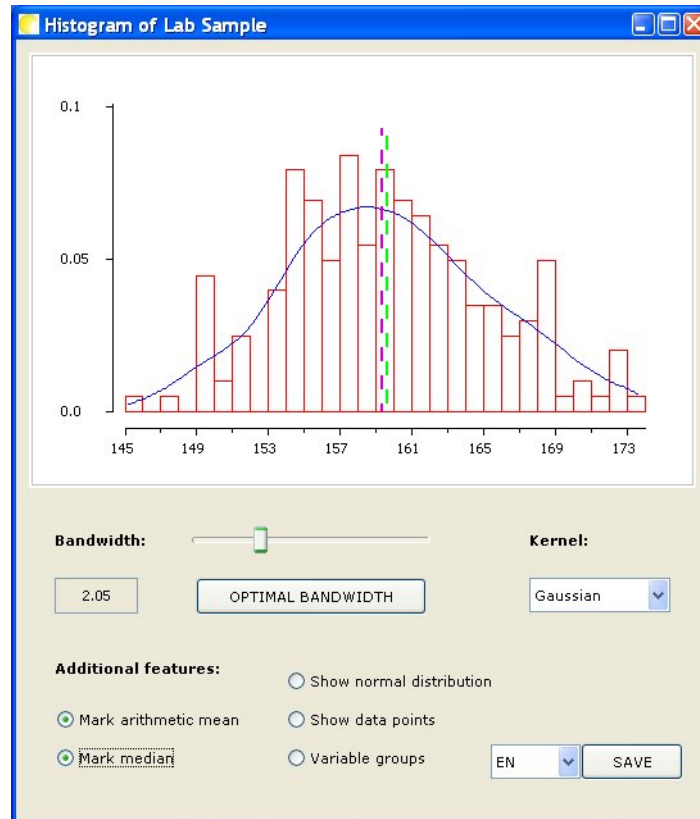 Histogram of Lab Sample
0.1
0.05
0.0
145 149 153 157 161 165 169 173
Bandwidth:
Kernel:
2.05
OPTIMAL BANDWIDTH
Gaussian
Additional features:
Show normal distribution
Mark arithmetic mean
Show data points
Mark median
Variable groups
EN
SAVE